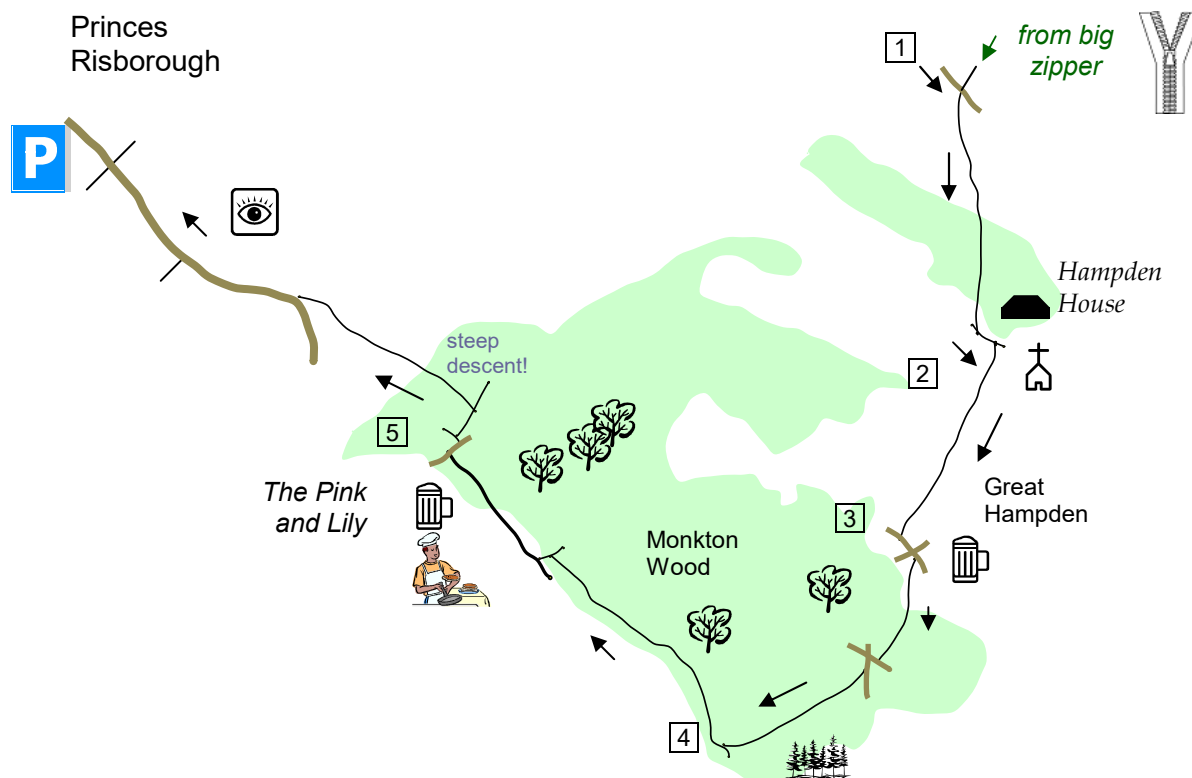 Princes
Risborough
P
1
from big
zipper
Hampden
House
2
steep
descent!
5
The Pink
and Lily
Great
Hampden
3
Monkton
Wood
4